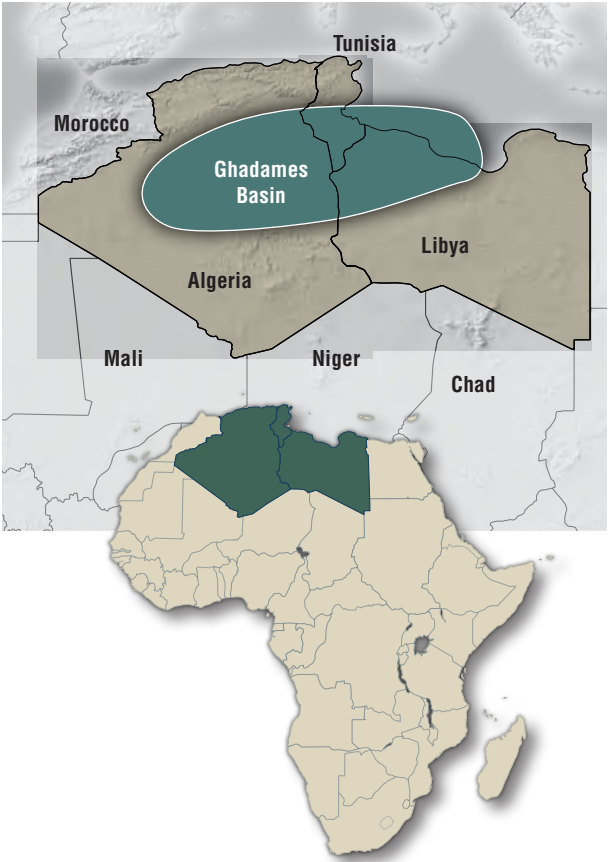 Tunisia
Morocco
Ghadames
Basin
Libya
Algeria
Mali
Niger
Chad